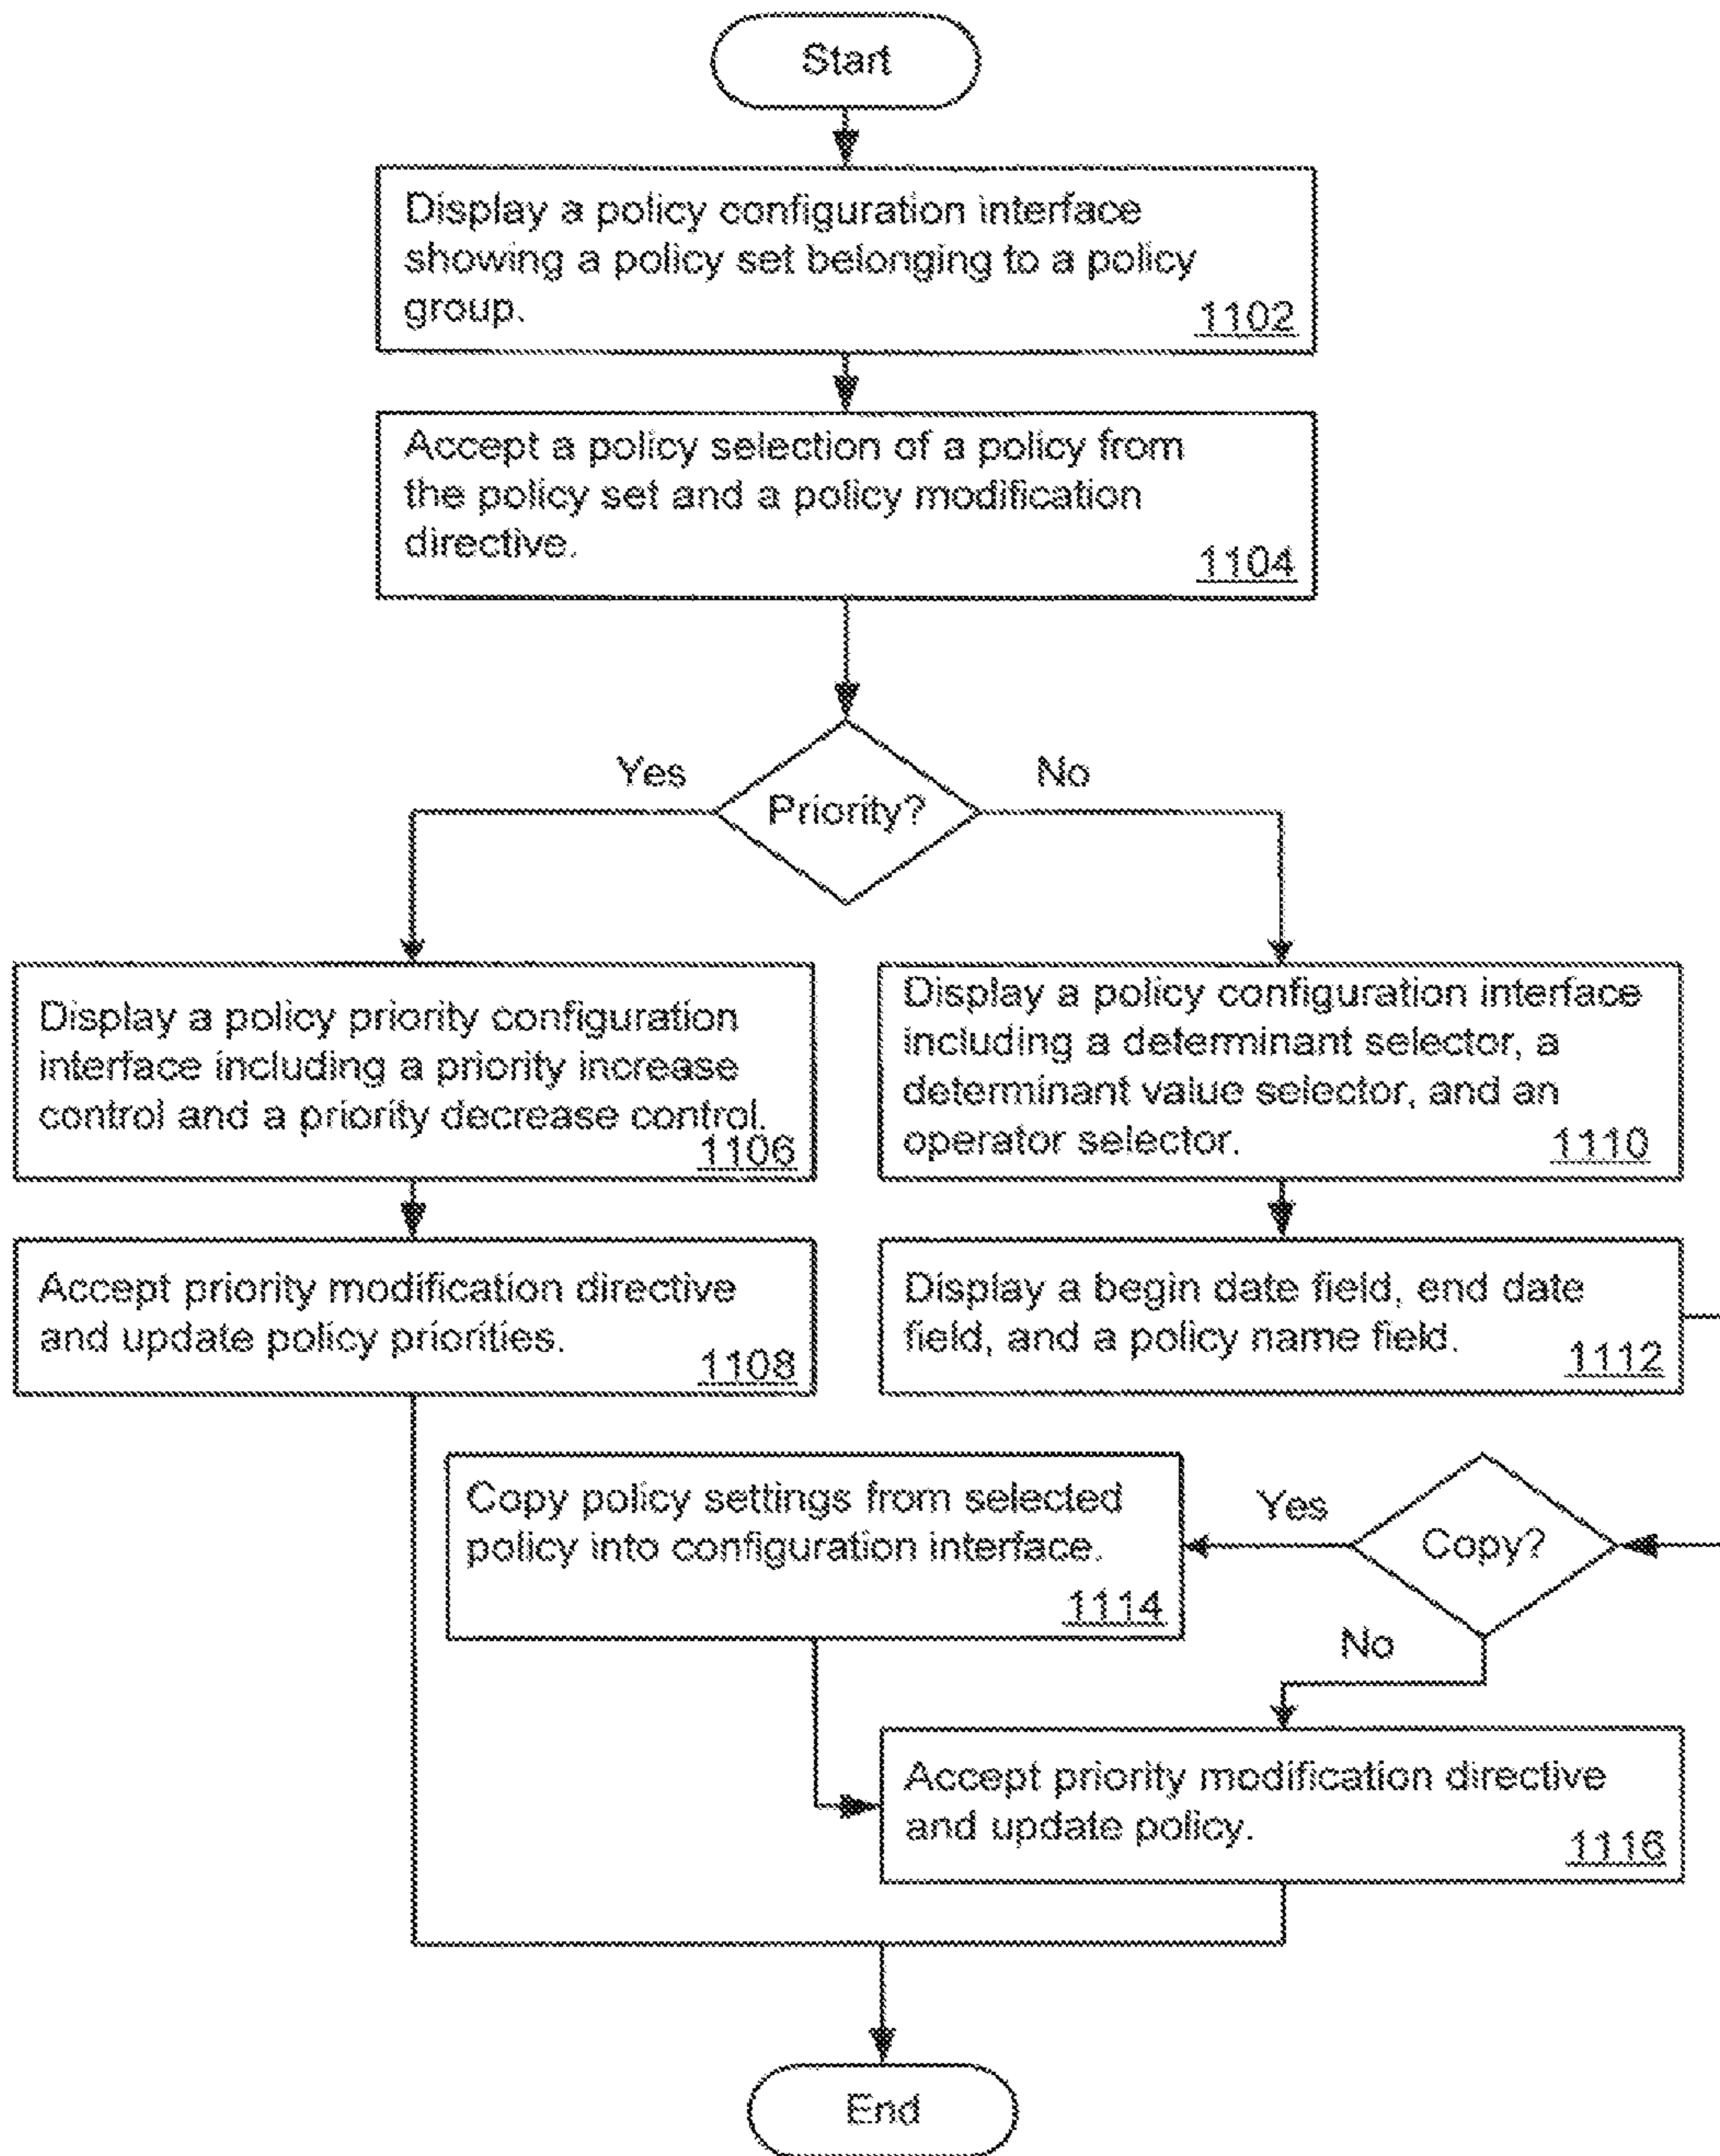 Start
Display a policy configuration interface
showing a policy set belonging to a policy
group.
1102
Accept a policy selection of a policy from
the policy set and a policy modification
directive.
1104
Yes
No
Priority?
Display a policy priority configuration
interface including a priority increase
control and a priority decrease control.
1106
Display a policy configuration interface
including a determinant selector, a
determinant value selector, and an
operator selector.
1110
Accept priority modification directive
and update policy priorities.
1108
Display a begin date field, end date
field, and a policy name field.
1112
Copy policy settings from selected
policy into configuration interface.
1114
Yes
Copy?
No
Accept priority modification directive
and update policy.
1116
End